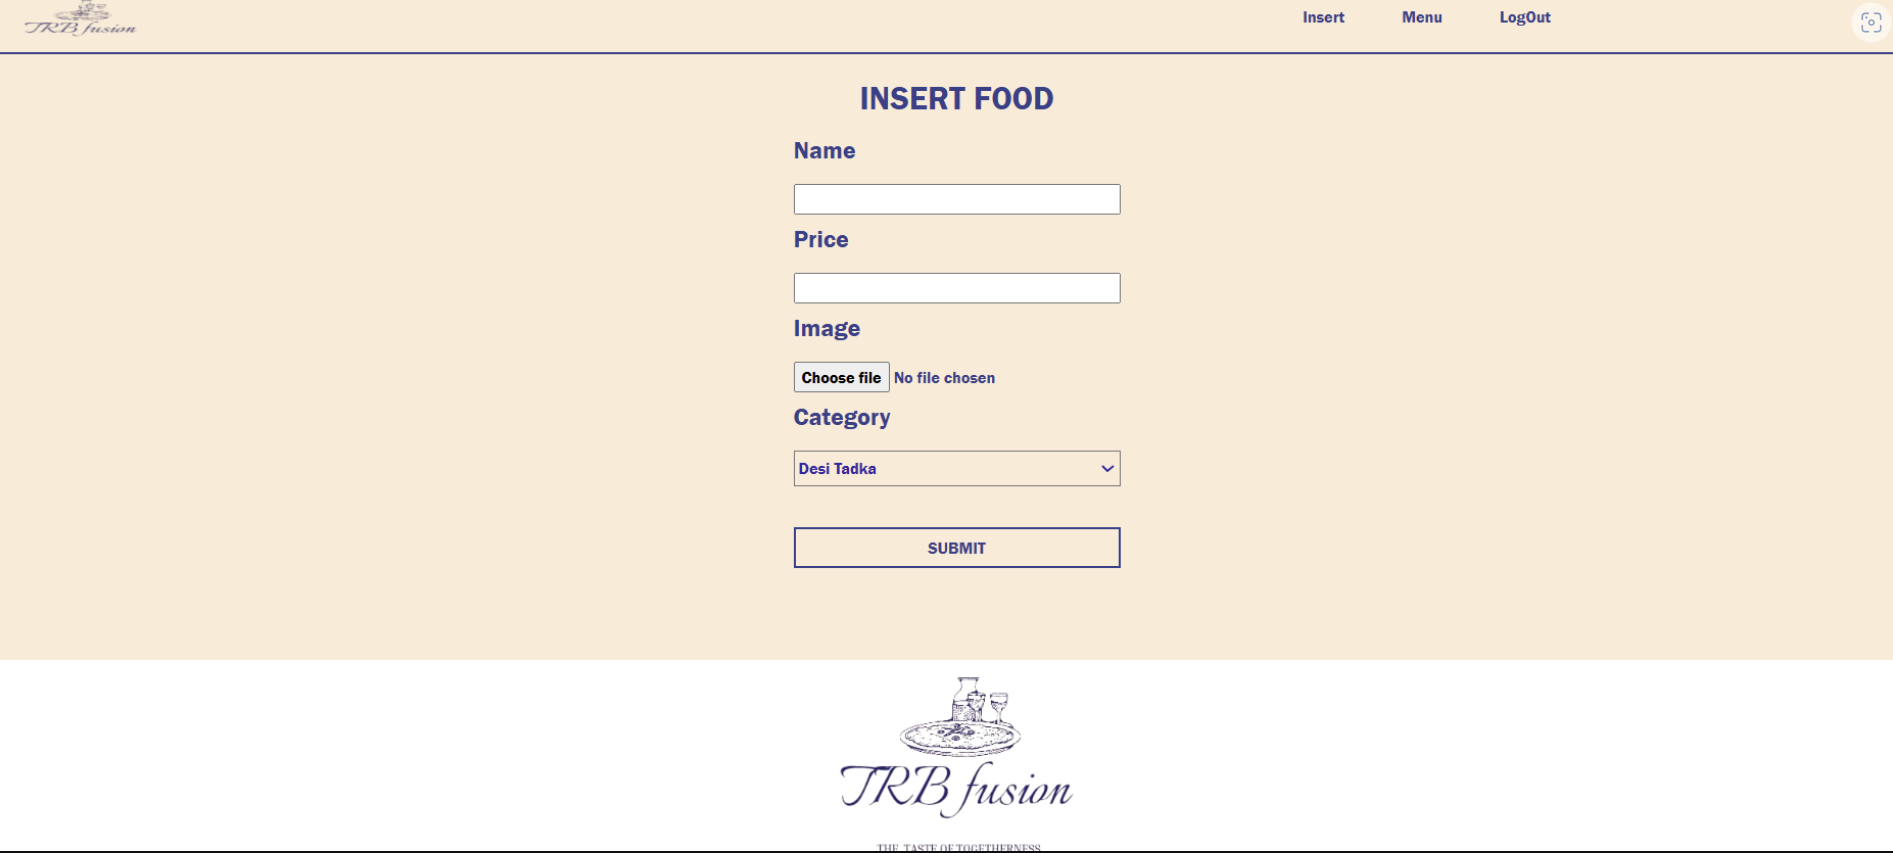 TRB fusion
Insert Menu LogOut
INSERT FOOD
Name
Price
Image
Choose file No file chosen
Category
Desi Tadka
SUBMIT
TRB fusion
THE TASTE OF TOGETHERNESS